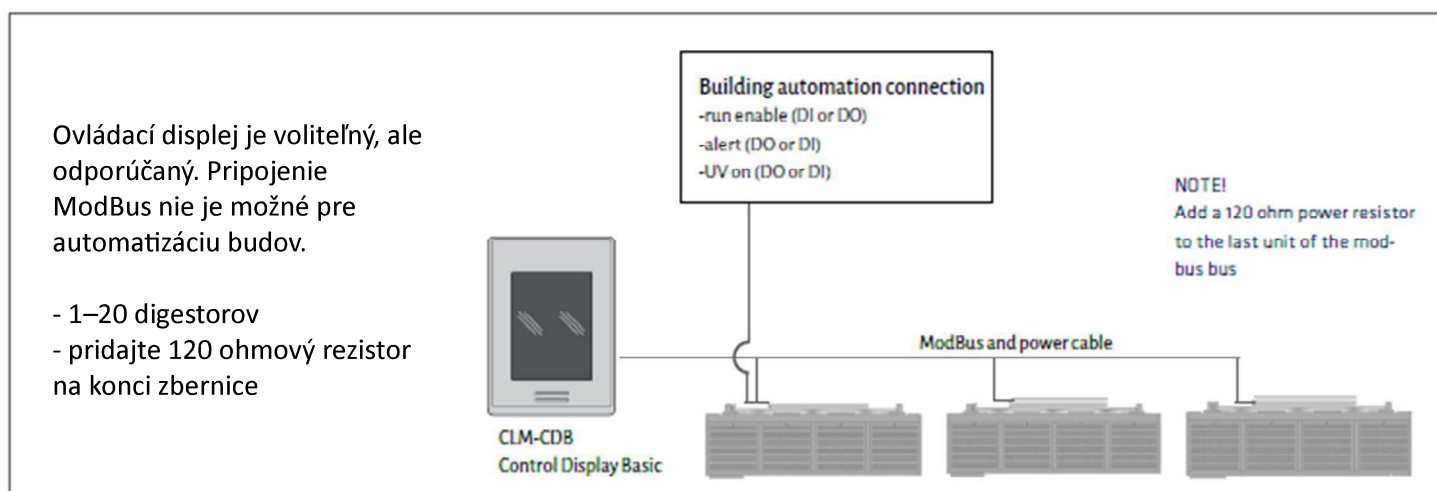 Ovládací displej je voliteľný, ale
odporúčaný. Pripojenie
ModBus nie je možné pre
automatizáciu budov.
- 1–20 digestorov
- pridajte 120 ohmový rezistor
na konci zbernice
Building automation connection
-run enable (DI or DO)
-alert (DO or DI)
-UV on (DO or DI)
NOTE!
Add a 120 ohm power resistor
to the last unit of the mod-
bus bus
ModBus and power cable
CLM-CDB
Control Display Basic